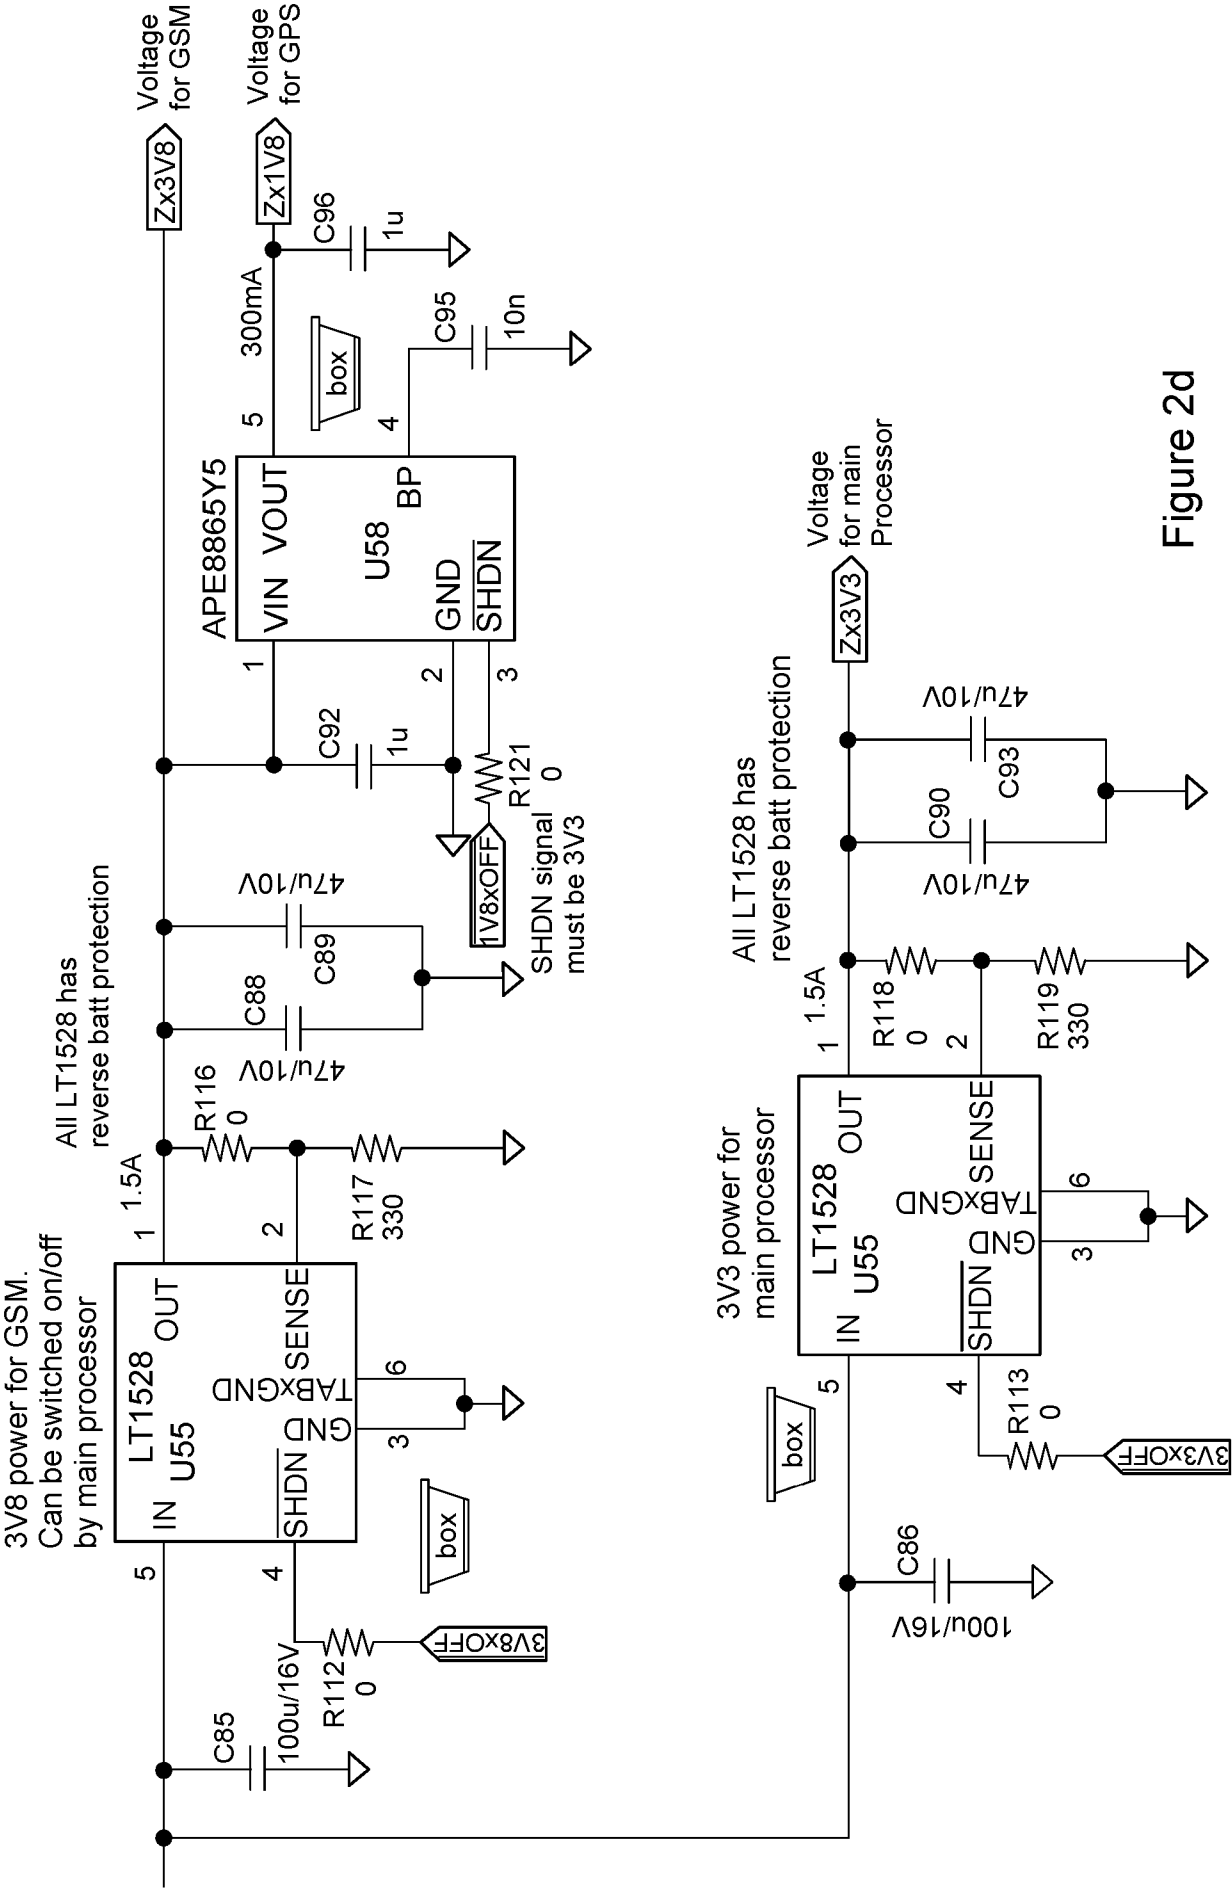 3V8 power for GSM.
Can be switched on/off
by main processor
All LT1528 has
reverse batt protection
Voltage
for GSM
Zx3V8
Voltage
for GPS
Zx1V8
1.5A
300mA
5
IN
LT1528
U55
OUT
1
SHDN
4
GND
3
TABxGND
6
SENSE
2
C85
100u/16V
R112
0
3V8xOFF
box
R116
0
R117
330
C88
47u/10V
C89
47u/10V
C92
1u
APE8865Y5
1
VIN
VOUT
5
U58
BP
4
2
GND
3
SHDN
R121
0
1V8xOFF
SHDN signal
must be 3V3
box
C96
1u
C95
10n
3V3 power for
main processor
All LT1528 has
reverse batt protection
Voltage
for main
Processor
Zx3V3
1.5A
box
5
IN
LT1528
U55
OUT
1
SHDN
4
GND
3
TABxGND
6
SENSE
2
C86
100u/16V
R113
0
3V3xOFF
R118
0
R119
330
C90
47u/10V
C93
47u/10V
Figure 2d